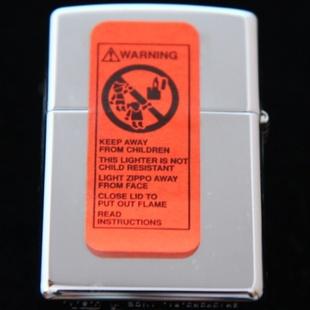 WARNING
KEEP AWAY
FROM CHILDREN
THIS LIGHTER IS NOT
CHILD RESISTANT
LIGHT ZIPPO AWAY
FROM FACE
CLOSE LID TO
PUT OUT FLAME
READ
INSTRUCTIONS